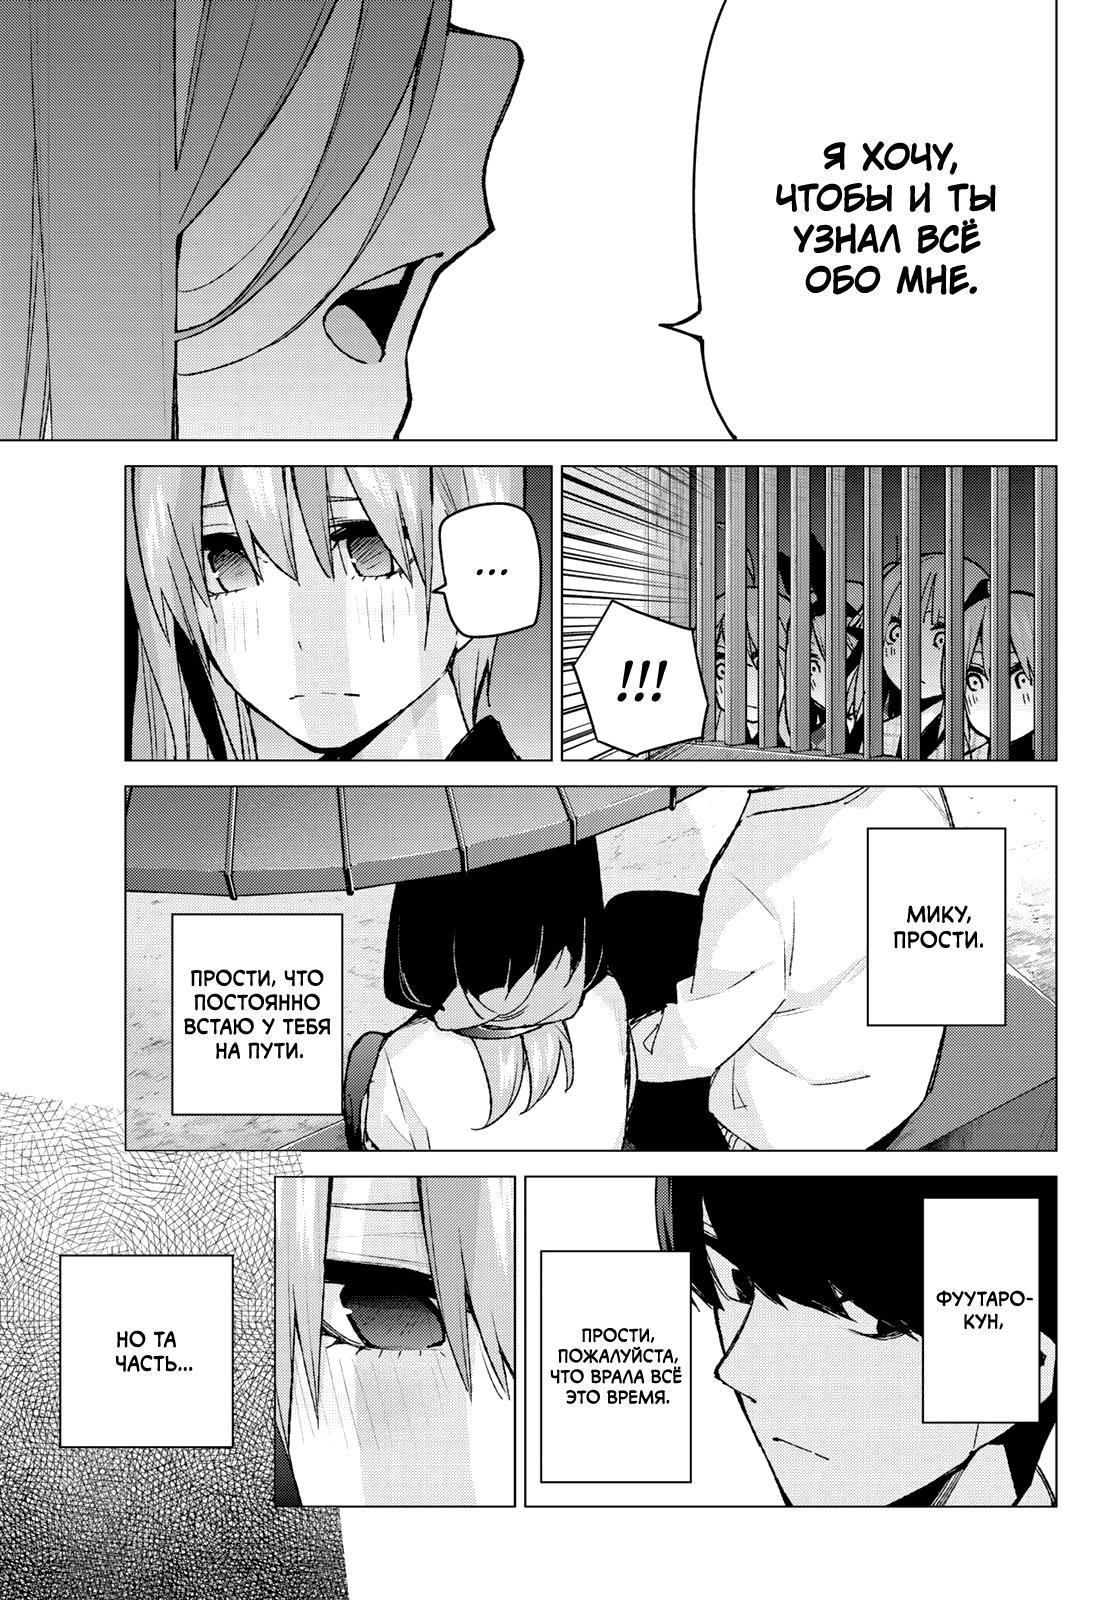 Я ХОЧУ,
ЧТОБЫ И ТЫ
УЗНАЛ ВСЁ
ОБО МНЕ.
!!!
...
МИКУ,
ПРОСТИ.
ПРОСТИ, ЧТО
ПОСТОЯННО
ВСТАЮ У ТЕБЯ
НА ПУТИ.
ФУУТАРО-
КУН,
ПРОСТИ,
ПОЖАЛУЙСТА,
ЧТО ВРАЛА ВСЁ
ЭТО ВРЕМЯ.
НО ТА
ЧАСТЬ...